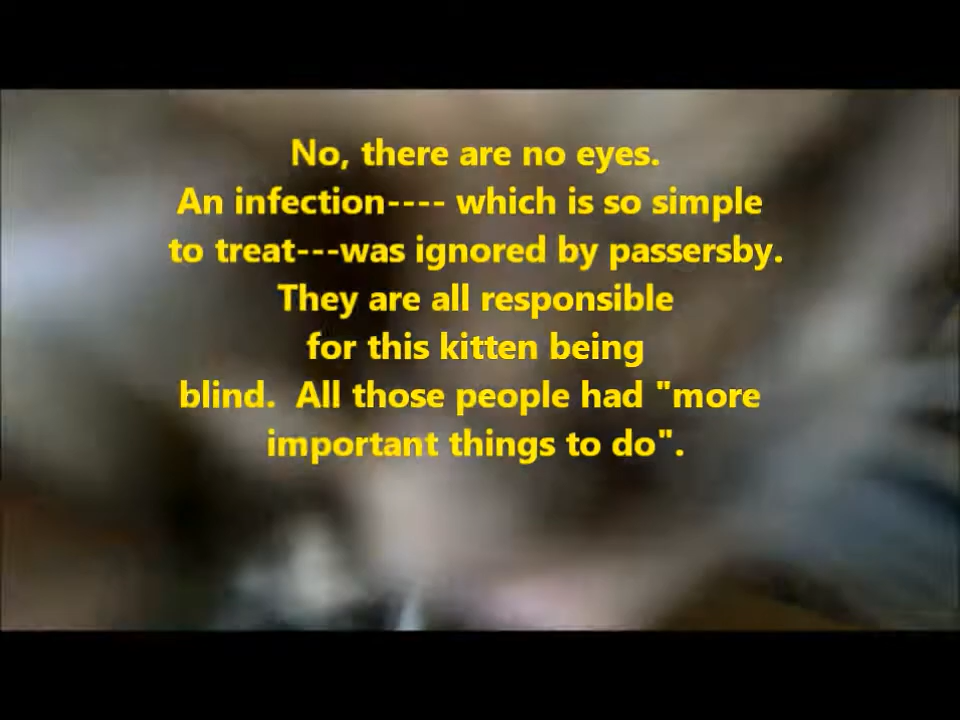 No, there are no eyes.
An infection---- which is so simple
to treat---was ignored by passersby.
They are all responsible
for this kitten being
blind.  All those people had "more
important things to do".